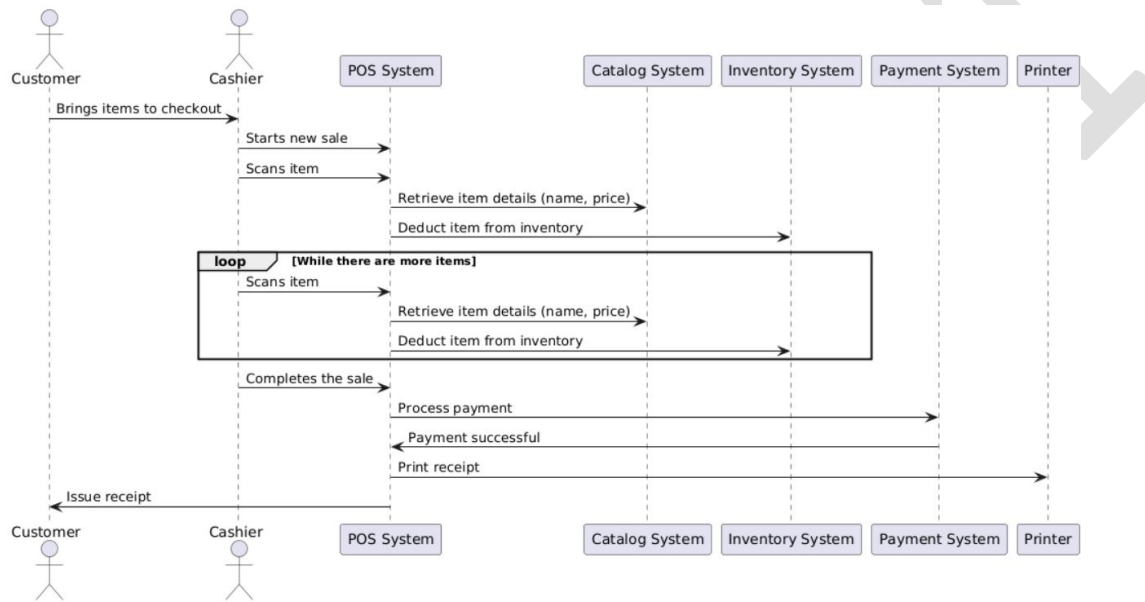 Customer
Cashier
POS System
Catalog System
Inventory System
Payment System
Printer
Brings items to checkout
Starts new sale
Scans item
Retrieve item details (name, price)
Deduct item from inventory
loop
[While there are more items]
Scans item
Retrieve item details (name, price)
Deduct item from inventory
Completes the sale
Process payment
Payment successful
Print receipt
Issue receipt
Customer
Cashier
POS System
Catalog System
Inventory System
Payment System
Printer